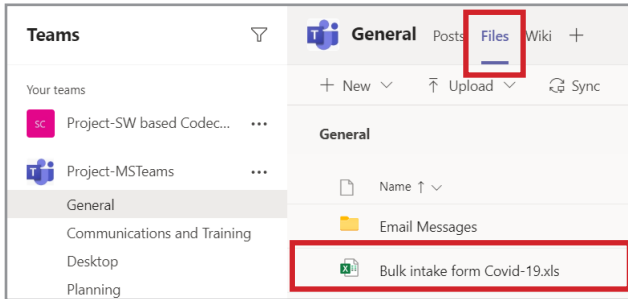 Teams
Your teams
SC Project-SW based Codec... ...
Project-MSTeams ...
General
Communications and Training
Desktop
Planning
General Posts Files Wiki +
+ New Upload Sync
General
Name ↑
Email Messages
Bulk intake form Covid-19.xls